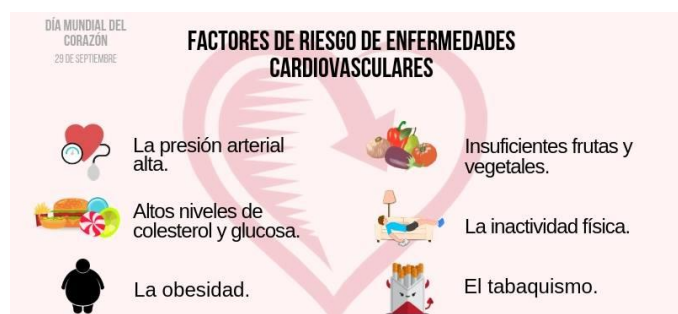 DÍA MUNDIAL DEL
CORAZÓN
29 DE SEPTIEMBRE
FACTORES DE RIESGO DE ENFERMEDADES
CARDIOVASCULARES
La presión arterial
alta.
Insuficientes frutas y
vegetales.
Altos niveles de
colesterol y glucosa.
La inactividad física.
La obesidad.
El tabaquismo.